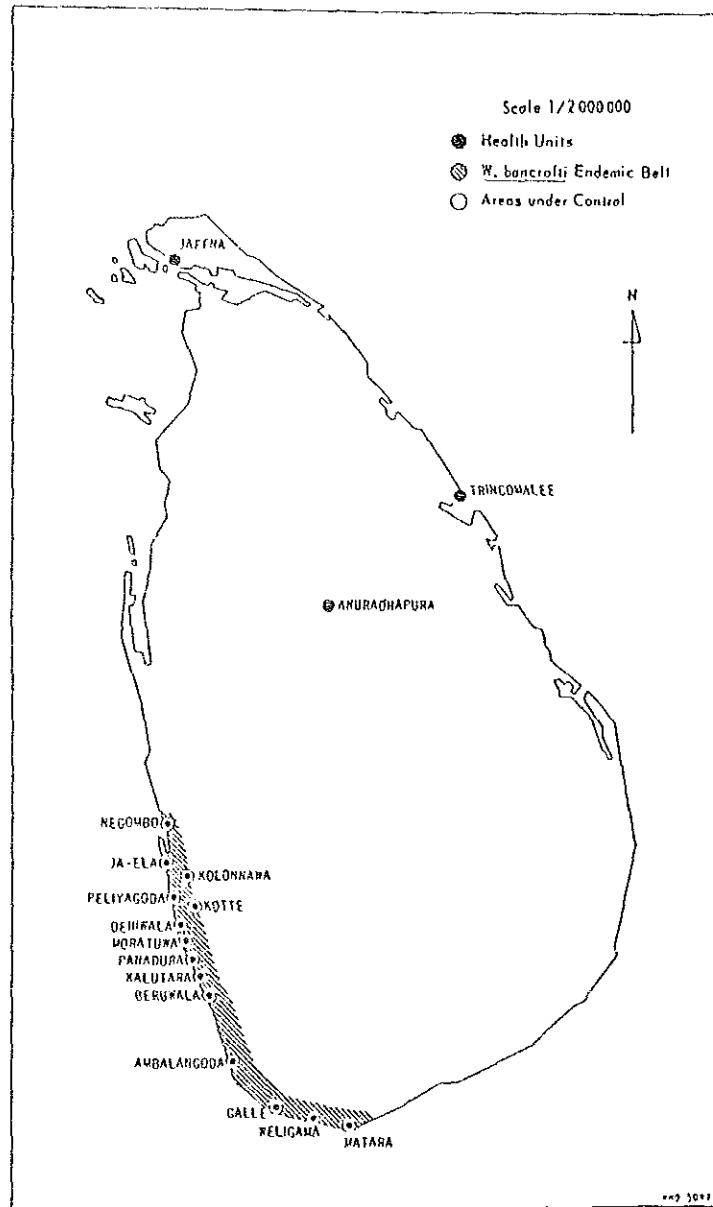 Scale 1/2000000
Health Units
W. bancrofti Endemic Belt
Areas under Control
N
JAFFNA
TRINCOMALEE
ANURADHAPURA
NEGOMBO
JA-ELA
KOLONNAWA
PELIYAGODA
KOTTE
DEHIWALA
MORATUWA
PANADURA
KALUTARA
BERUWALA
AMBALANGODA
GALLE
WELIGAMA
MATARA